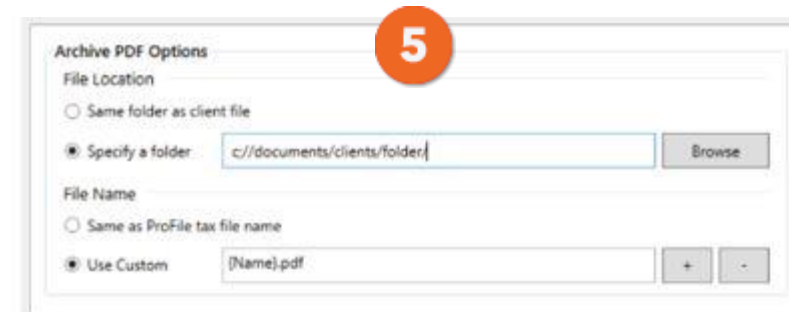 5
Archive PDF Options
File Location
Same folder as client file
Specify a folder c://documents/clients/folder/ Browse
File Name
Same as ProFile tax file name
Use Custom {Name}.pdf + -